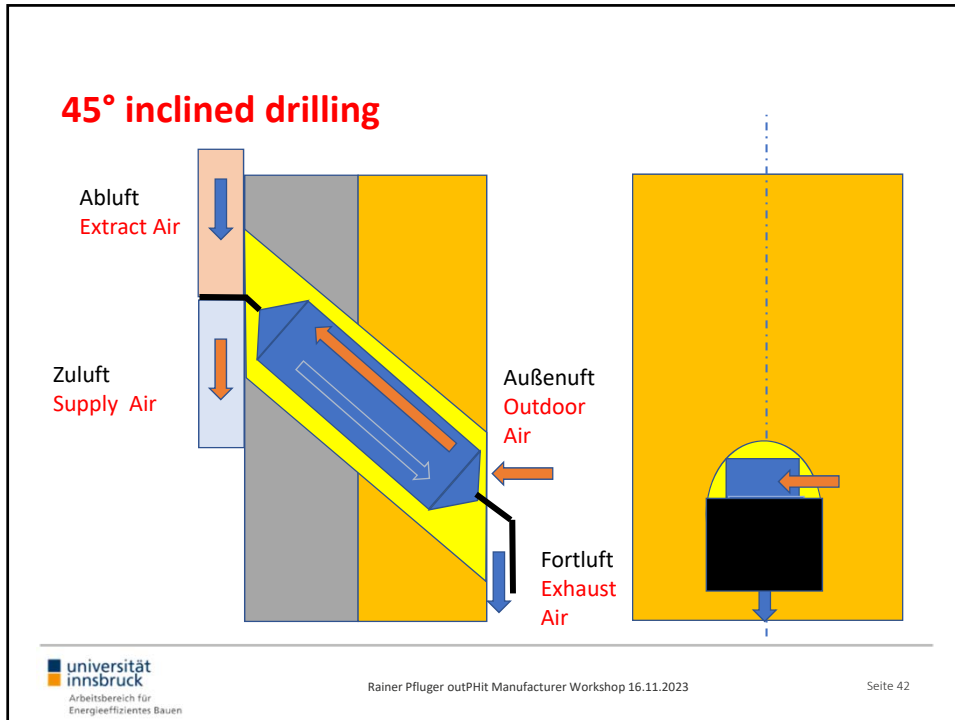 45° inclined drilling
Abluft
Extract Air
Zuluft
Supply Air
Außenuft
Outdoor
Air
Fortluft
Exhaust
Air
universität
innsbruck
Arbeitsbereich für
Energieeffizientes Bauen
Rainer Pfluger outPHit Manufacturer Workshop 16.11.2023
Seite 42